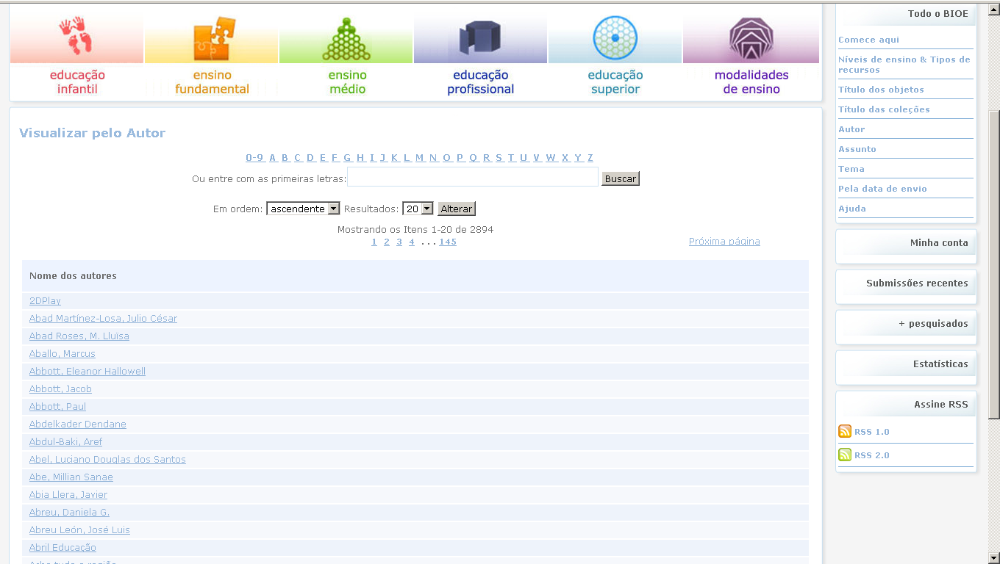 educação
infantil
ensino
fundamental
ensino
médio
educação
profissional
educação
superior
modalidades
de ensino
Visualizar pelo Autor
0-9 A B C D E F G H I J K L M N O P Q R S T U V W X Y Z
Ou entre com as primeiras letras: Buscar
Em ordem: ascendente Resultados: 20 Alterar
Mostrando os Itens 1-20 de 2894
1 2 3 4 ... 145 Próxima página
Nome dos autores
2DPlay
Abad Martínez-Losa, Julio César
Abad Roses, M. Lluïsa
Aballo, Marcus
Abbott, Eleanor Hallowell
Abbott, Jacob
Abbott, Paul
Abdelkader Dendane
Abdul-Baki, Aref
Abel, Luciano Douglas dos Santos
Abe, Millian Sanae
Abia Llera, Javier
Abreu, Daniela G.
Abreu León, José Luis
Abril Educação
Todo o BIOE
Comece aqui
Níveis de ensino & Tipos de
recursos
Título dos objetos
Título das coleções
Autor
Assunto
Tema
Pela data de envio
Ajuda
Minha conta
Submissões recentes
+ pesquisados
Estatísticas
Assine RSS
RSS 1.0
RSS 2.0